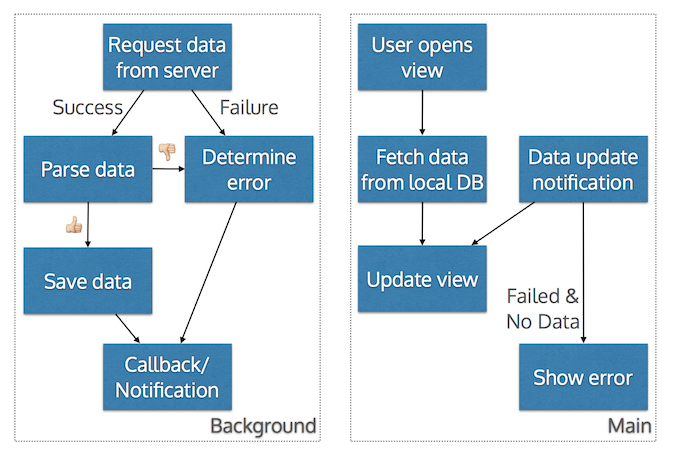 Request data
from server
Success
Failure
Parse data
Determine
error
Save data
Callback/
Notification
Background
User opens
view
Fetch data
from local DB
Data update
notification
Update view
Failed &
No Data
Show error
Main